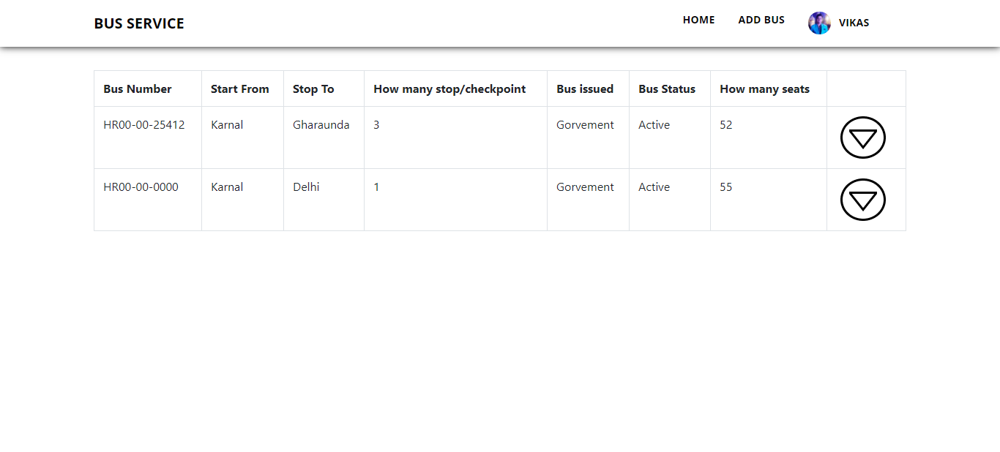 BUS SERVICE HOME ADD BUS VIKAS
Bus Number Start From Stop To How many stop/checkpoint Bus issued Bus Status How many seats
HR00-00-25412 Karnal Gharaunda 3 Gorvement Active 52
HR00-00-0000 Karnal Delhi 1 Gorvement Active 55